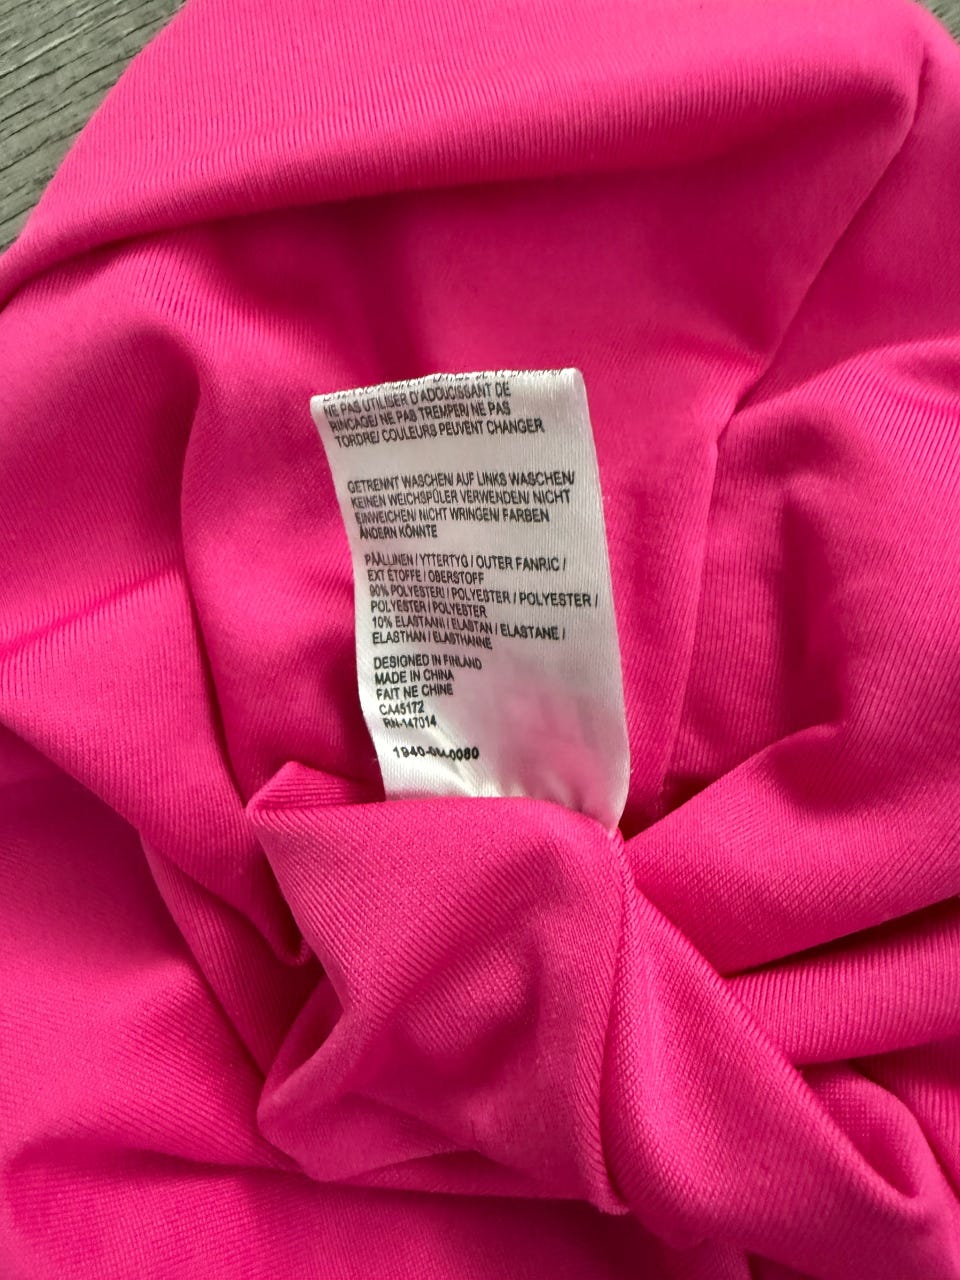 NE PAS UTILISER D'ADOUCISSANT DE
RINCAGE/ NE PAS TREMPER/ NE PAS
TORDRE/ COULEURS PEUVENT CHANGER
GETRENNT WASCHEN/ AUF LINKS WASCHEN/
KEINEN WEICHSPÜLER VERWENDEN/ NICHT
EINWEICHEN/ NICHT WRINGEN/ FARBEN
ÄNDERN KÖNNTE
PÄÄLLINEN / YTTERTYG / OUTER FANRIC /
EXT ÉTOFFE / OBERSTOFF
90% POLYESTERI / POLYESTER / POLYESTER /
POLYESTER / POLYESTER
10% ELASTAANI / ELASTAN / ELASTANE /
ELASTHAN / ELASTHANNE
DESIGNED IN FINLAND
MADE IN CHINA
FAIT NE CHINE
CA45172
RN-147014